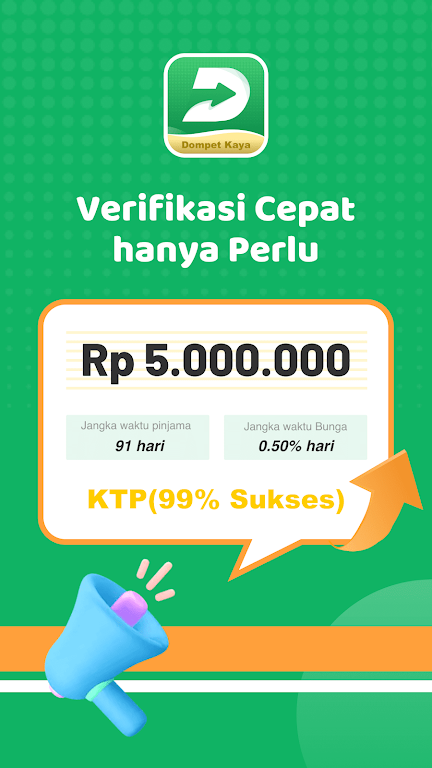 Dompet Kaya
Verifikasi Cepat
hanya Perlu
Rp 5.000.000
Jangka waktu pinjama
91 hari
Jangka waktu Bunga
0.50% hari
KTP(99% Sukses)